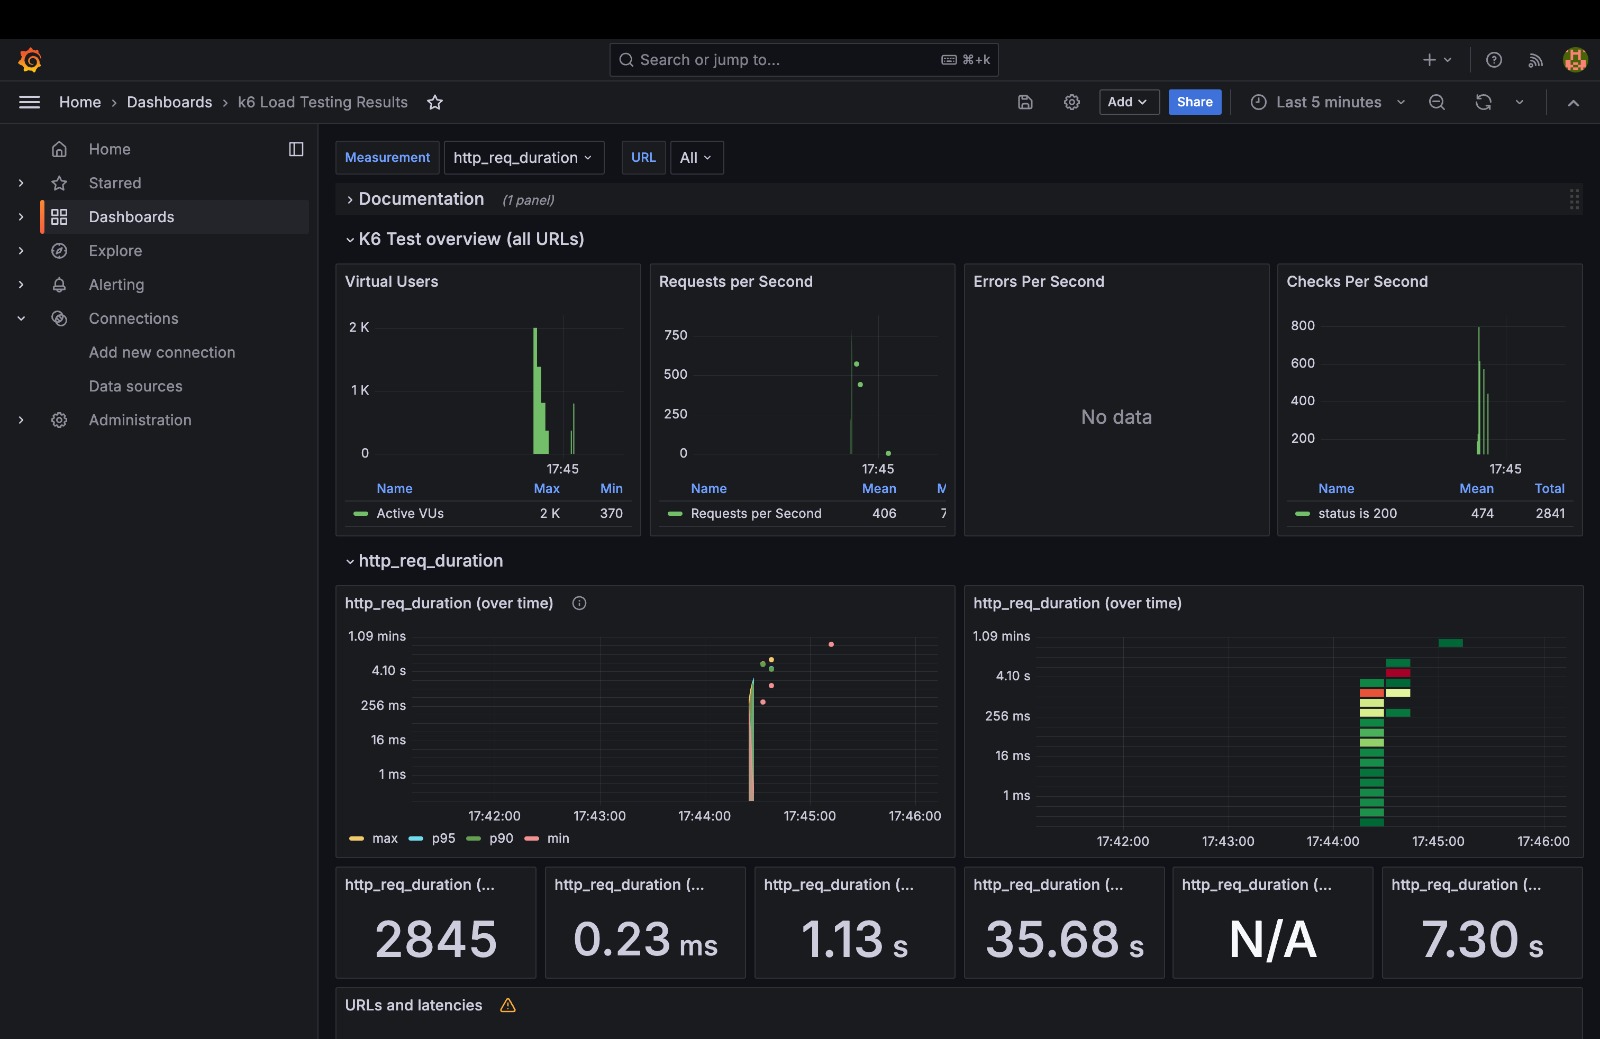 Search or jump to...
⌘+k
Home › Dashboards › k6 Load Testing Results
Add
Share
Last 5 minutes
Home
Starred
Dashboards
Explore
Alerting
Connections
Add new connection
Data sources
Administration
Measurement
http_req_duration
URL
All
Documentation (1 panel)
K6 Test overview (all URLs)
Virtual Users
2 K
1 K
0
17:45
Name Max Min
Active VUs 2 K 370
Requests per Second
750
500
250
0
17:45
Name Mean M
Requests per Second 406 7
Errors Per Second
No data
Checks Per Second
800
600
400
200
17:45
Name Mean Total
status is 200 474 2841
http_req_duration
http_req_duration (over time)
1.09 mins
4.10 s
256 ms
16 ms
1 ms
17:42:00 17:43:00 17:44:00 17:45:00 17:46:00
max p95 p90 min
http_req_duration (over time)
1.09 mins
4.10 s
256 ms
16 ms
1 ms
17:42:00 17:43:00 17:44:00 17:45:00 17:46:00
http_req_duration (...
2845
http_req_duration (...
0.23 ms
http_req_duration (...
1.13 s
http_req_duration (...
35.68 s
http_req_duration (...
N/A
http_req_duration (...
7.30 s
URLs and latencies